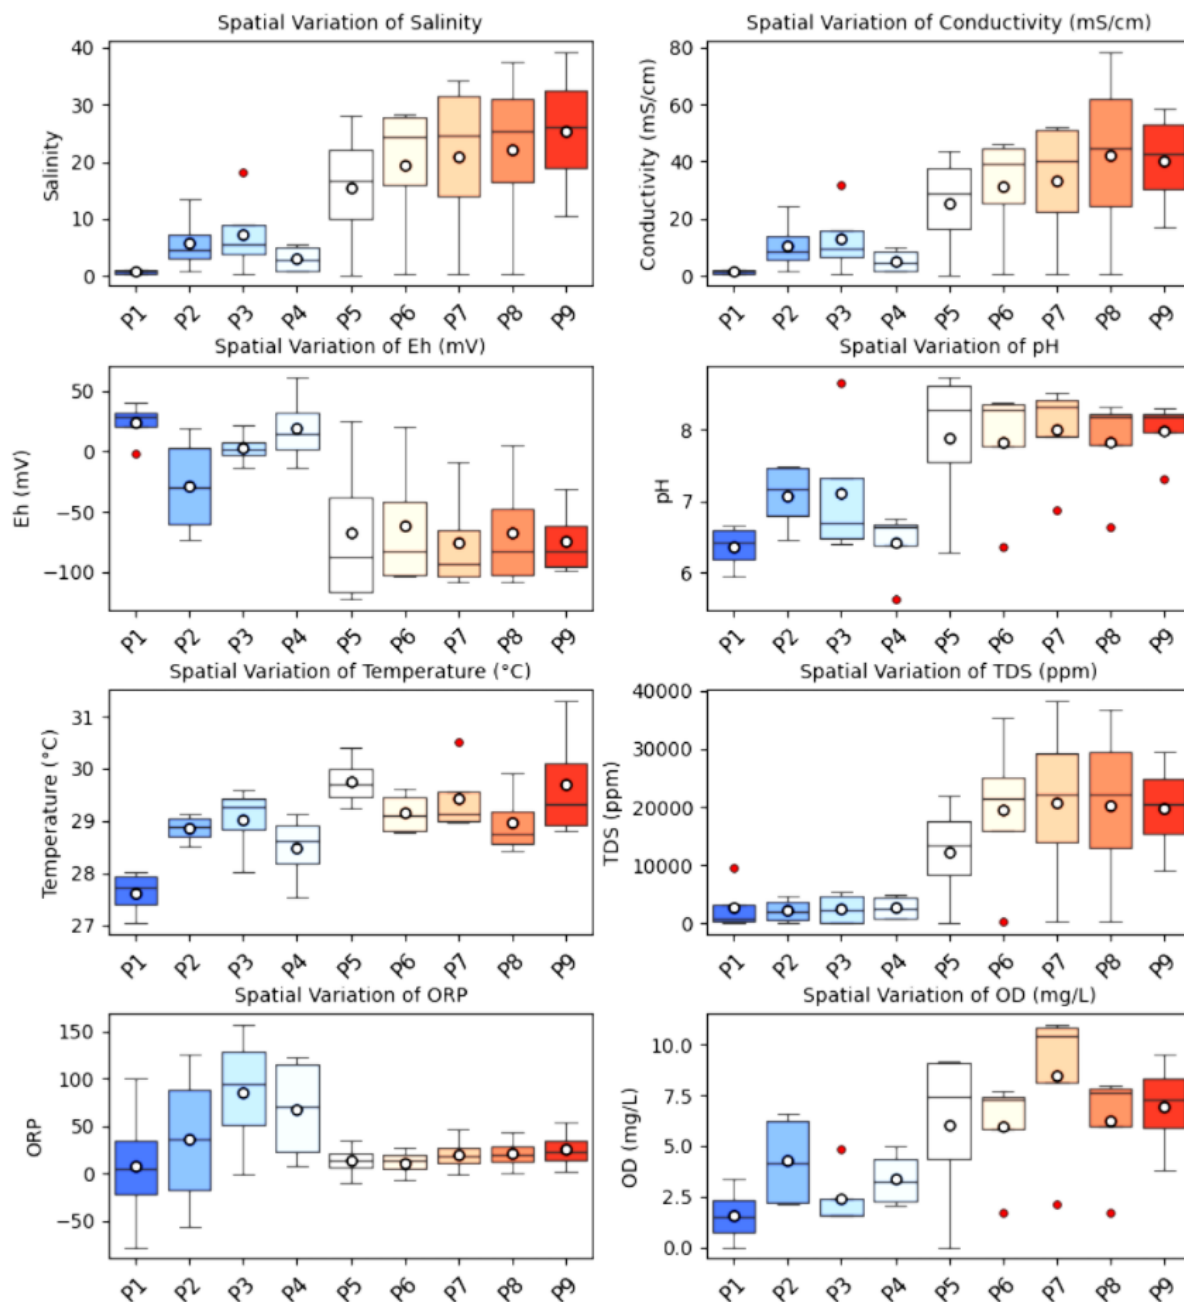 Spatial Variation of Salinity
Salinity
40
30
20
10
0
P1 P2 P3 P4 P5 P6 P7 P8 P9
Spatial Variation of Conductivity (mS/cm)
Conductivity (mS/cm)
80
60
40
20
0
P1 P2 P3 P4 P5 P6 P7 P8 P9
Spatial Variation of Eh (mV)
Eh (mV)
50
0
−50
−100
P1 P2 P3 P4 P5 P6 P7 P8 P9
Spatial Variation of pH
pH
8
7
6
P1 P2 P3 P4 P5 P6 P7 P8 P9
Spatial Variation of Temperature (°C)
Temperature (°C)
31
30
29
28
27
P1 P2 P3 P4 P5 P6 P7 P8 P9
Spatial Variation of TDS (ppm)
TDS (ppm)
40000
30000
20000
10000
0
P1 P2 P3 P4 P5 P6 P7 P8 P9
Spatial Variation of ORP
ORP
150
100
50
0
−50
P1 P2 P3 P4 P5 P6 P7 P8 P9
Spatial Variation of OD (mg/L)
OD (mg/L)
10.0
7.5
5.0
2.5
0.0
P1 P2 P3 P4 P5 P6 P7 P8 P9